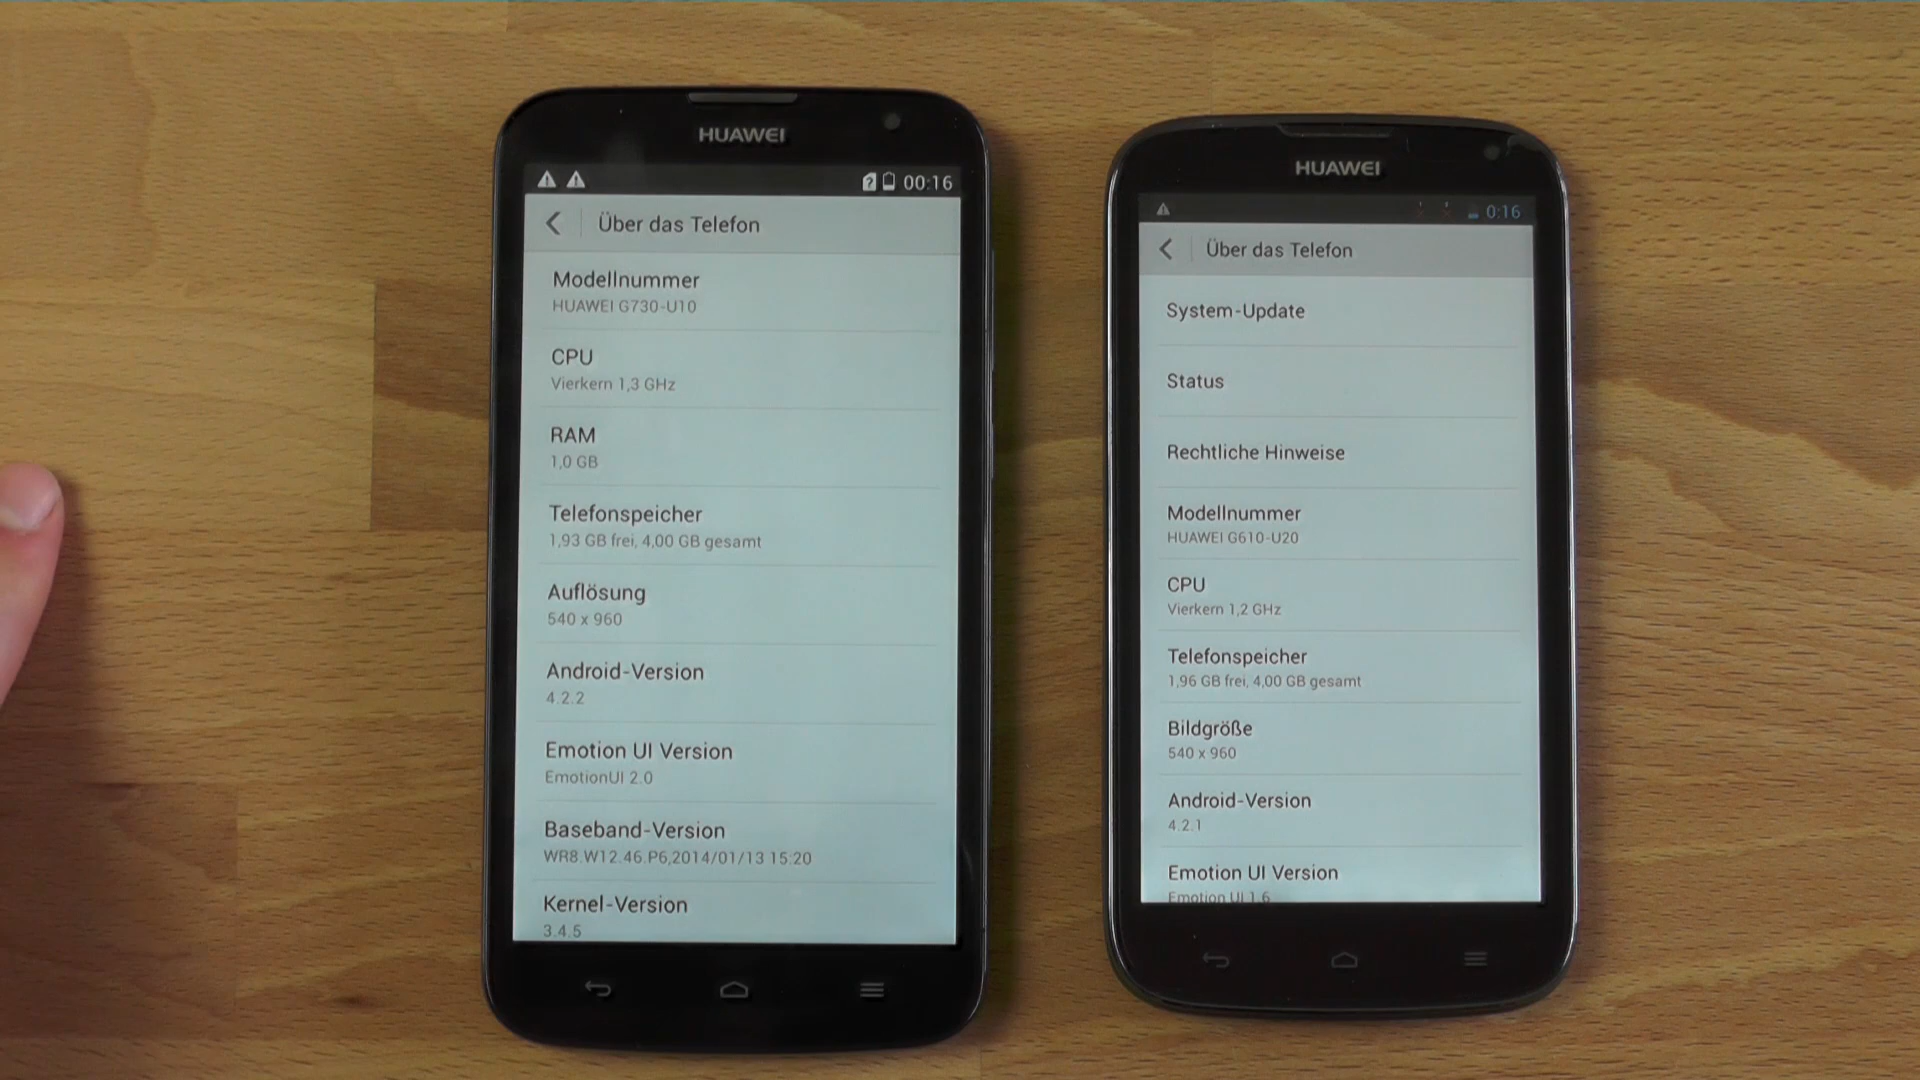 HUAWEI
00:16
Über das Telefon
Modellnummer
HUAWEI G730-U10
CPU
Vierkern 1,3 GHz
RAM
1,0 GB
Telefonspeicher
1,93 GB frei, 4,00 GB gesamt
Auflösung
540 x 960
Android-Version
4.2.2
Emotion UI Version
EmotionUI 2.0
Baseband-Version
WR8.W12.46.P6,2014/01/13 15:20
Kernel-Version
3.4.5
HUAWEI
0:16
Über das Telefon
System-Update
Status
Rechtliche Hinweise
Modellnummer
HUAWEI G610-U20
CPU
Vierkern 1,2 GHz
Telefonspeicher
1,96 GB frei, 4,00 GB gesamt
Bildgröße
540 x 960
Android-Version
4.2.1
Emotion UI Version
Emotion UI 1.6